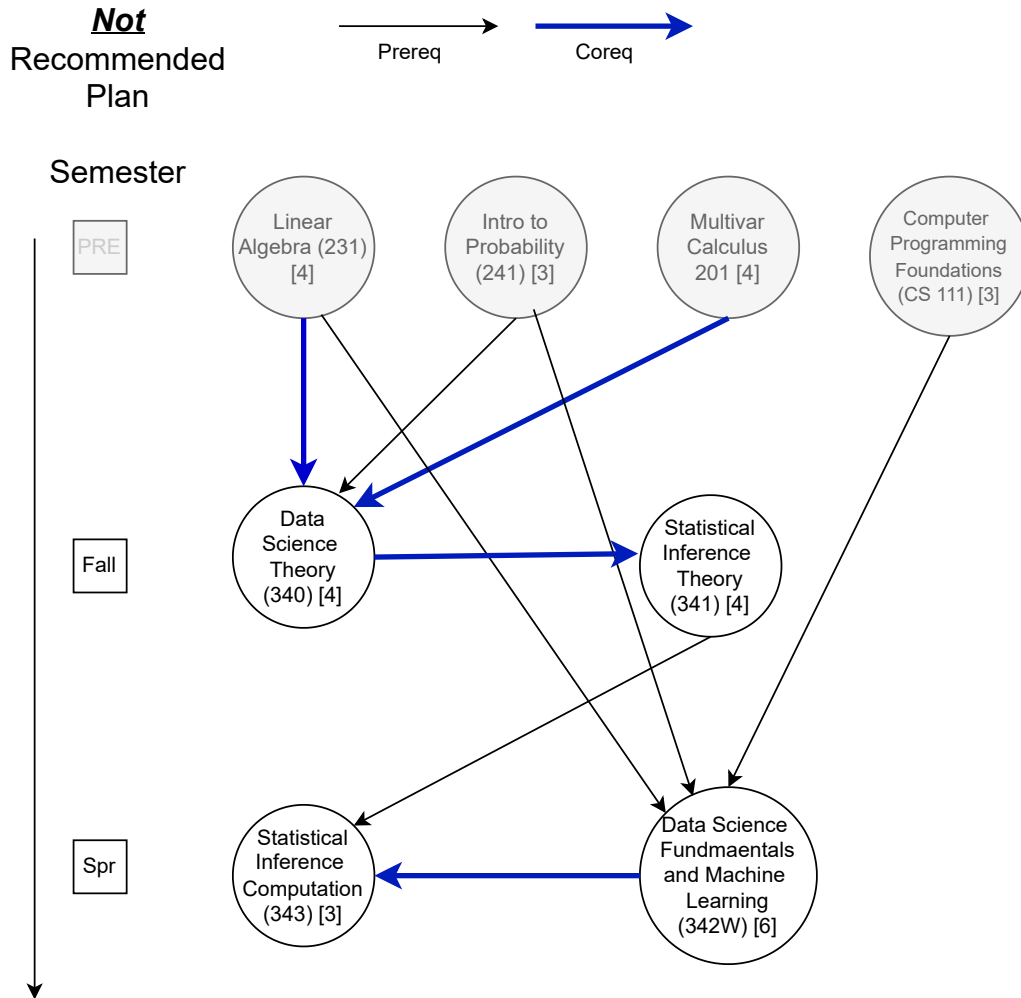 Not
Recommended
Plan
Prereq
Coreq
Semester
PRE
Linear
Algebra (231)
[4]
Intro to
Probability
(241) [3]
Multivar
Calculus
201 [4]
Computer
Programming
Foundations
(CS 111) [3]
Fall
Data
Science
Theory
(340) [4]
Statistical
Inference
Theory
(341) [4]
Spr
Statistical
Inference
Computation
(343) [3]
Data Science
Fundmaentals
and Machine
Learning
(342W) [6]